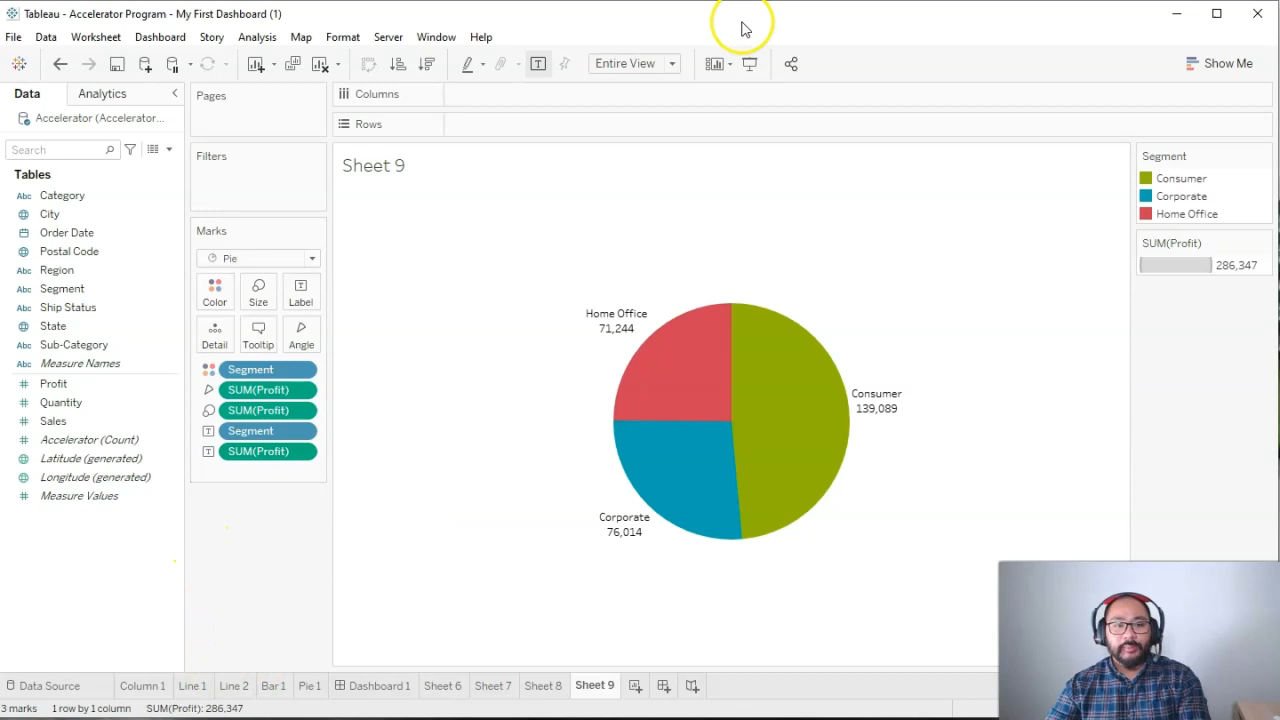 Tableau - Accelerator Program - My First Dashboard (1)
File Data Worksheet Dashboard Story Analysis Map Format Server Window Help
Entire View
Show Me
Data Analytics
Accelerator (Accelerator...
Search
Tables
Abc Category
City
Order Date
Postal Code
Abc Region
Abc Segment
Abc Ship Status
State
Abc Sub-Category
Abc Measure Names
# Profit
# Quantity
# Sales
# Accelerator (Count)
Latitude (generated)
Longitude (generated)
# Measure Values
Pages
Filters
Marks
Pie
Color Size Label
Detail Tooltip Angle
Segment
SUM(Profit)
SUM(Profit)
Segment
SUM(Profit)
Columns
Rows
Sheet 9
Home Office
71,244
Consumer
139,089
Corporate
76,014
Segment
Consumer
Corporate
Home Office
SUM(Profit)
286,347
Data Source Column 1 Line 1 Line 2 Bar 1 Pie 1 Dashboard 1 Sheet 6 Sheet 7 Sheet 8 Sheet 9
3 marks 1 row by 1 column SUM(Profit): 286,347